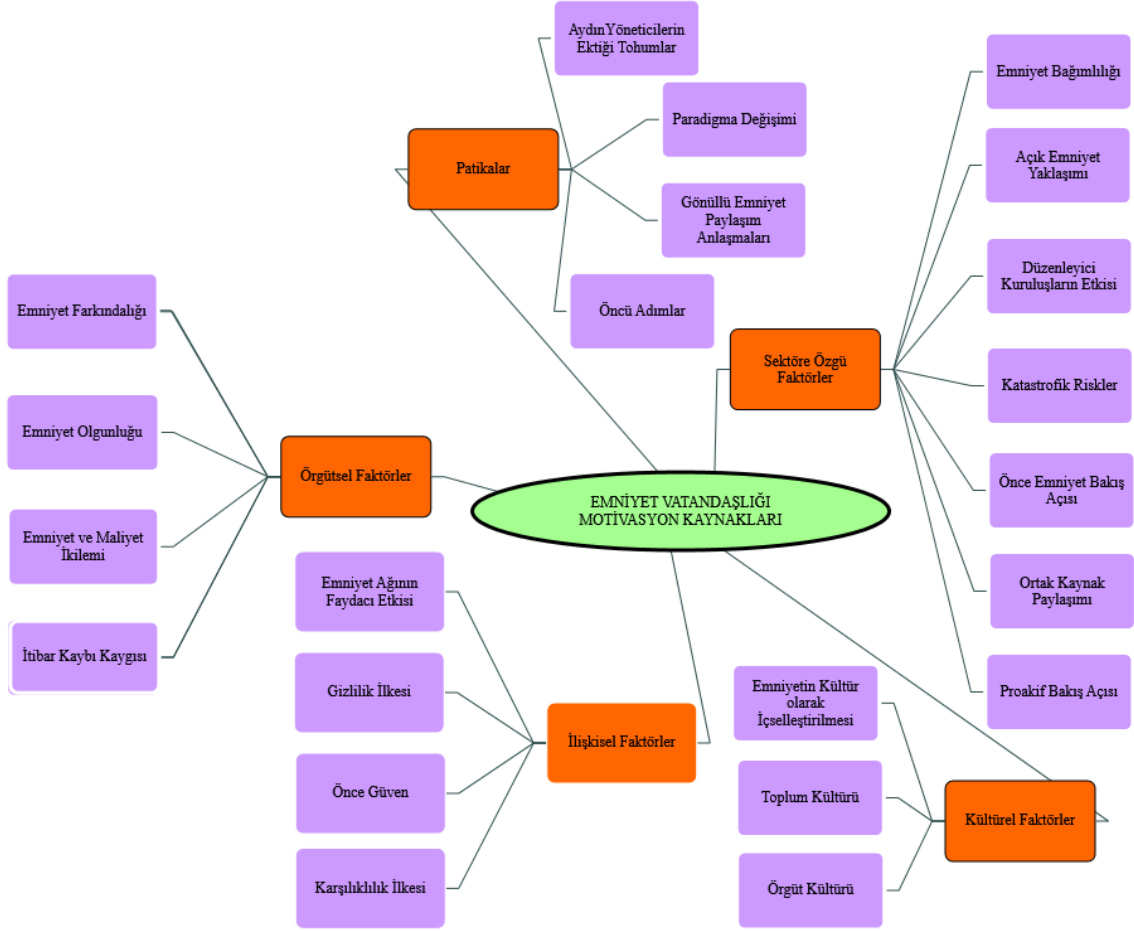 AydınYöneticilerin
Ektiği Tohumlar
Paradigma Değişimi
Patikalar
Gönüllü Emniyet
Paylaşım
Anlaşmaları
Öncü Adımlar
Emniyet Bağımlılığı
Açık Emniyet
Yaklaşımı
Düzenleyici
Kuruluşların Etkisi
Sektöre Özgü
Faktörler
Katastrofik Riskler
Önce Emniyet Bakış
Açısı
Ortak Kaynak
Paylaşımı
Proakif Bakış Açısı
Emniyet Farkındalığı
Emniyet Olgunluğu
Örgütsel Faktörler
Emniyet ve Maliyet
İkilemi
İtibar Kaybı Kaygısı
EMNİYET VATANDAŞLIĞI
MOTİVASYON KAYNAKLARI
Emniyet Ağının
Faydacı Etkisi
Gizlilik İlkesi
İlişkisel Faktörler
Önce Güven
Karşılıklılık İlkesi
Emniyetin Kültür
olarak
İçselleştirilmesi
Toplum Kültürü
Kültürel Faktörler
Örgüt Kültürü